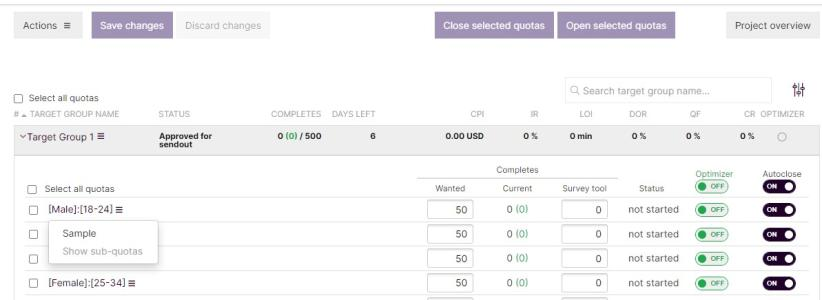 Actions Save changes Discard changes Close selected quotas Open selected quotas Project overview
Search target group name...
Select all quotas
# TARGET GROUP NAME STATUS COMPLETES DAYS LEFT CPI IR LOI DOR QF CR OPTIMIZER
Target Group 1 Approved for sendout 0 (0) / 500 6 0.00 USD 0 % 0 min 0 % 0 % 0 %
Completes Optimizer Autoclose
Select all quotas Wanted Current Survey tool Status OFF ON
[Male]:[18-24] 50 0 (0) 0 not started OFF ON
Sample 50 0 (0) 0 not started OFF ON
Show sub-quotas 50 0 (0) 0 not started OFF ON
[Female]:[25-34] 50 0 (0) 0 not started OFF ON